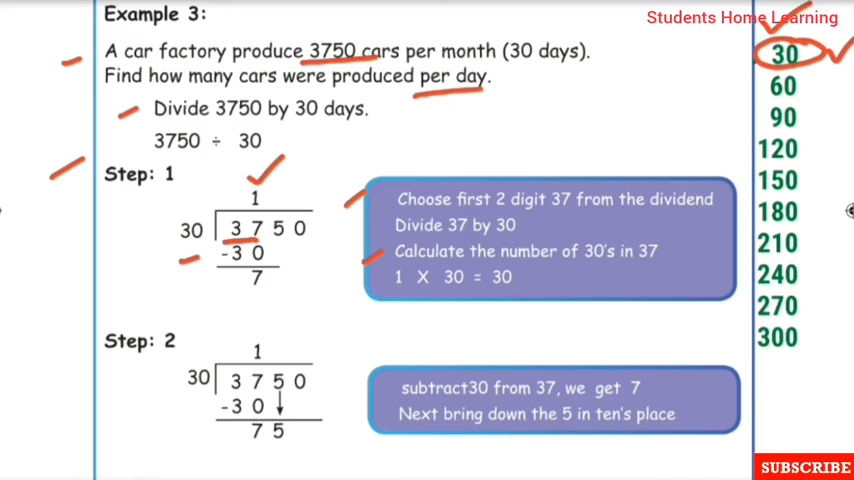 Students Home Learning
Example 3:
A car factory produce 3750 cars per month (30 days).
Find how many cars were produced per day.
Divide 3750 by 30 days.
3750 ÷ 30
Step: 1
1
30 3 7 5 0
-3 0
7
Choose first 2 digit 37 from the dividend
Divide 37 by 30
Calculate the number of 30's in 37
1 X 30 = 30
Step: 2
1
30 3 7 5 0
-3 0
7 5
subtract30 from 37, we get 7
Next bring down the 5 in ten's place
30
60
90
120
150
180
210
240
270
300
SUBSCRIBE